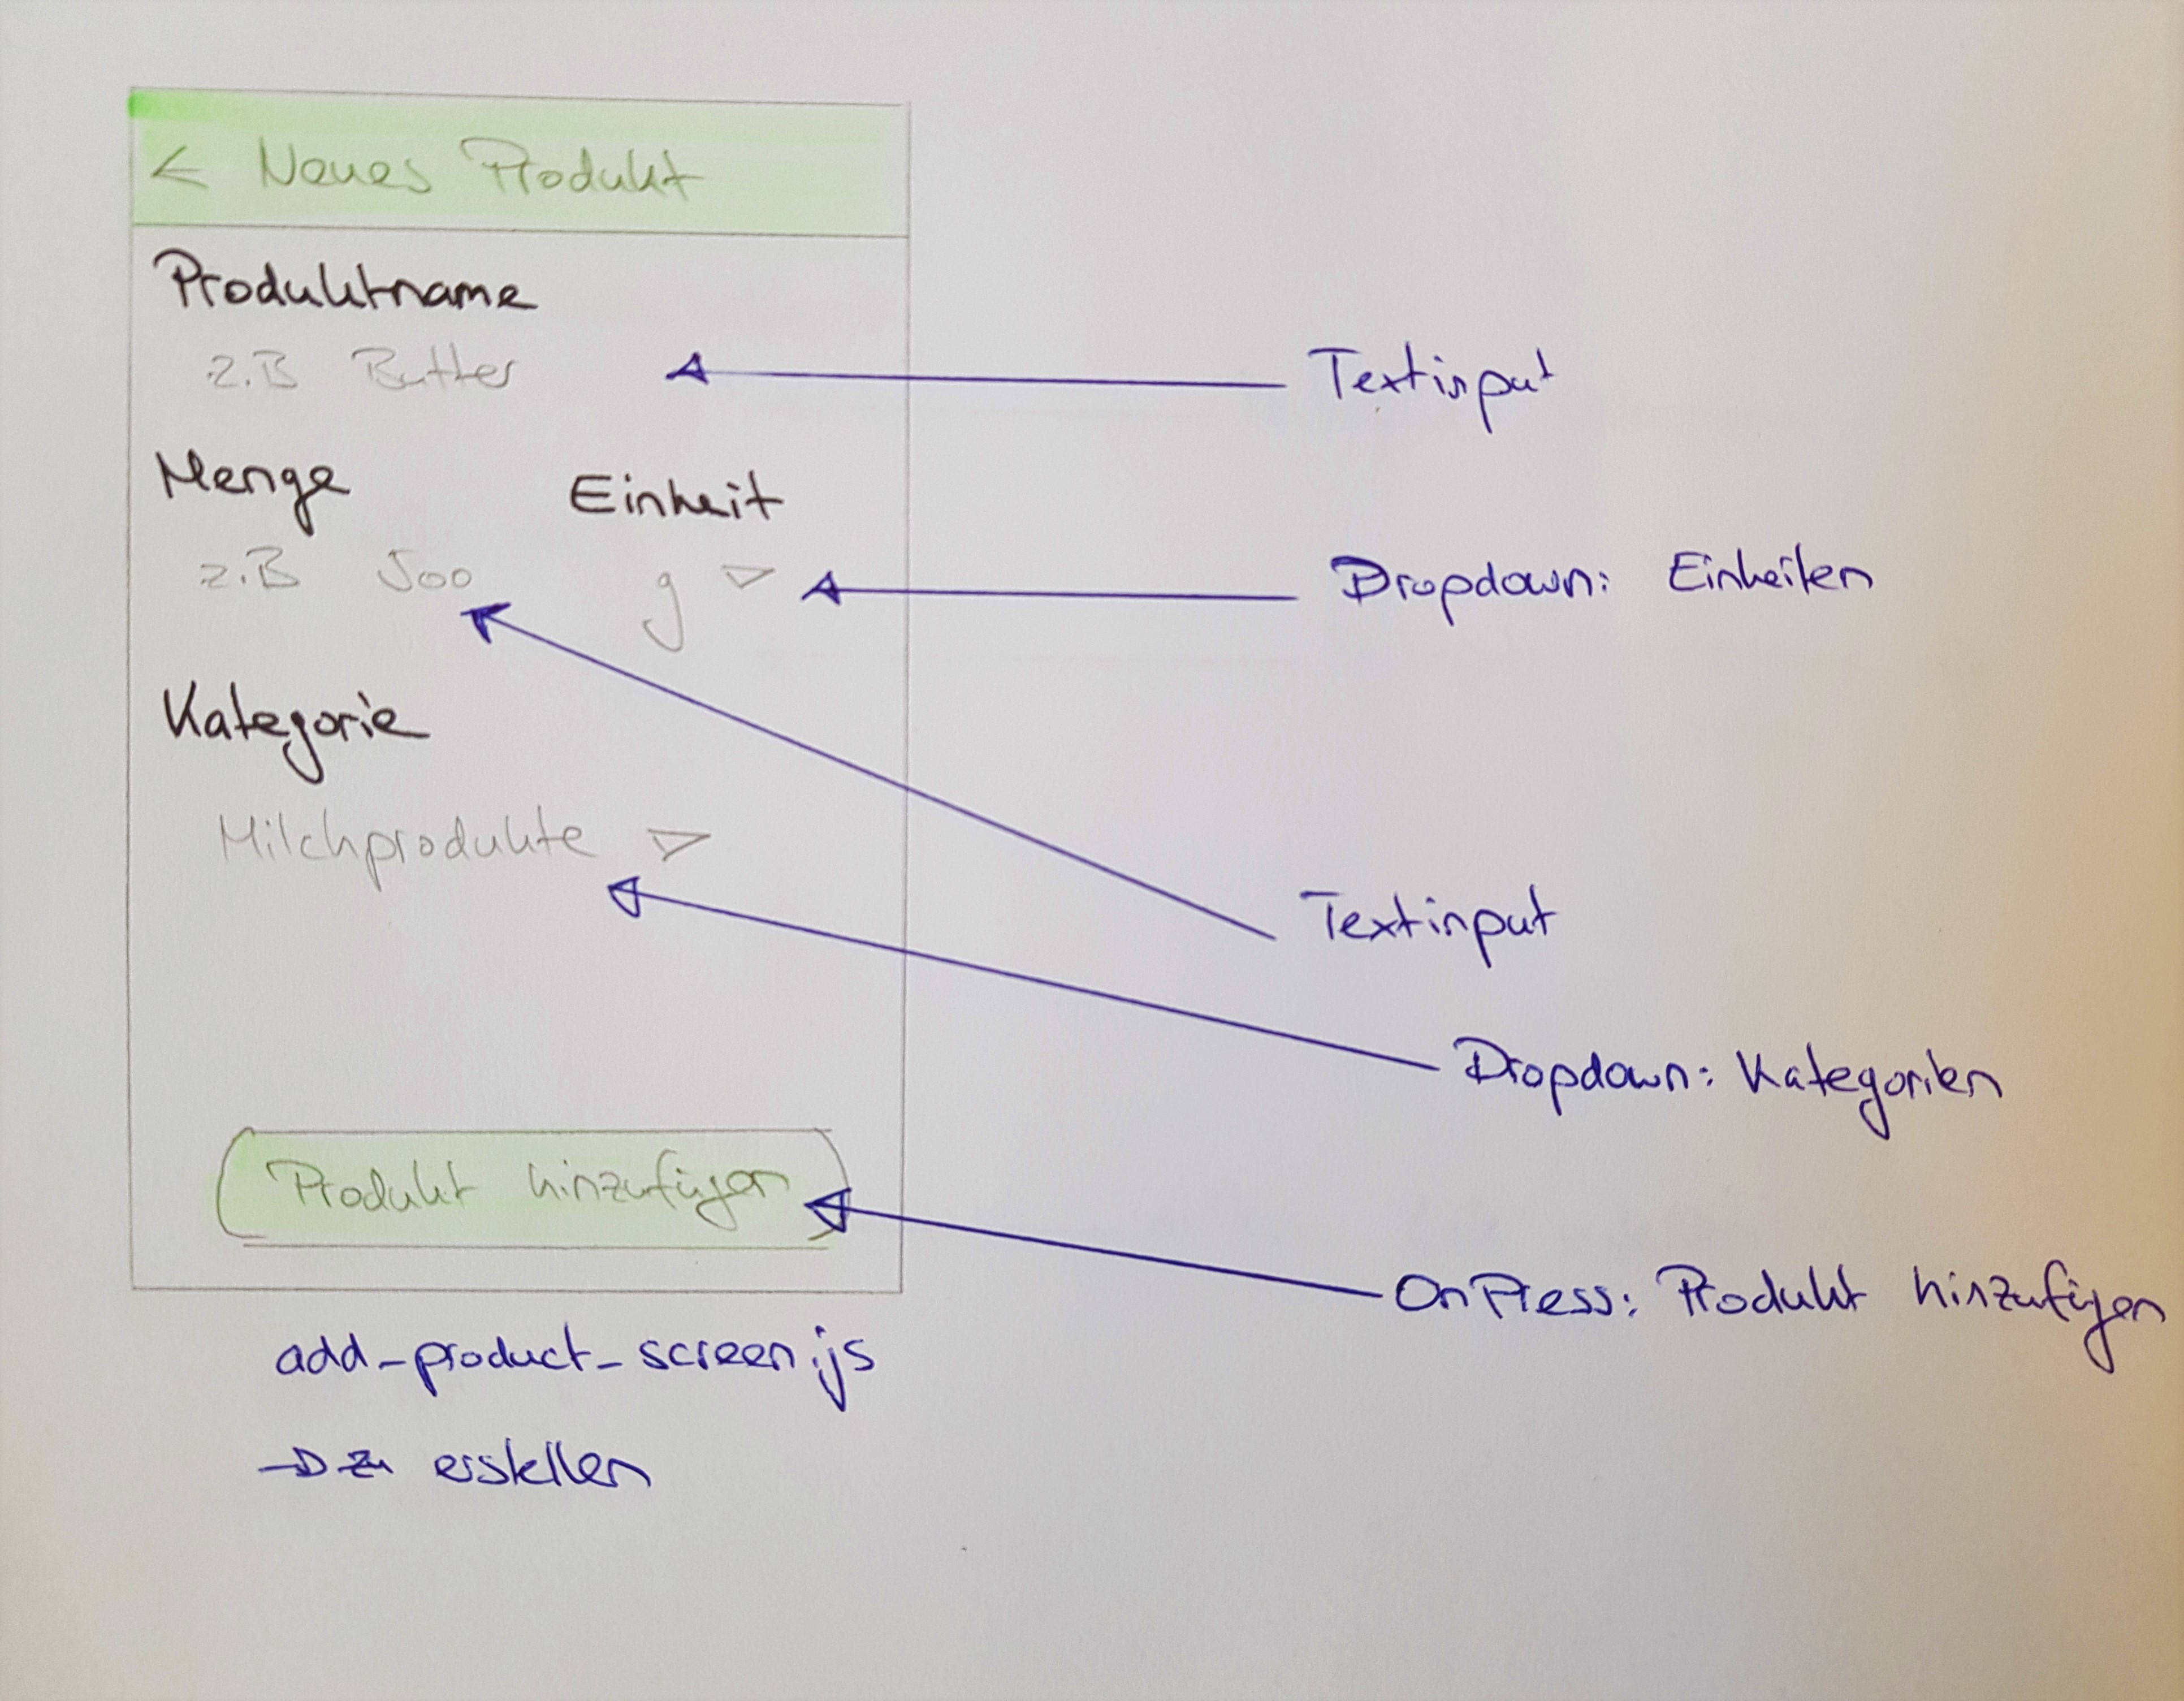 ← Neues Produkt
Produktname
z.B Butter
Textinput
Menge
Einheit
z.B 500
g
Dropdown: Einheiten
Kategorie
Milchprodukte
Textinput
Dropdown: Kategorien
Produkt hinzufügen
OnPress: Produkt hinzufügen
add_product_screen.js
→ zu erstellen